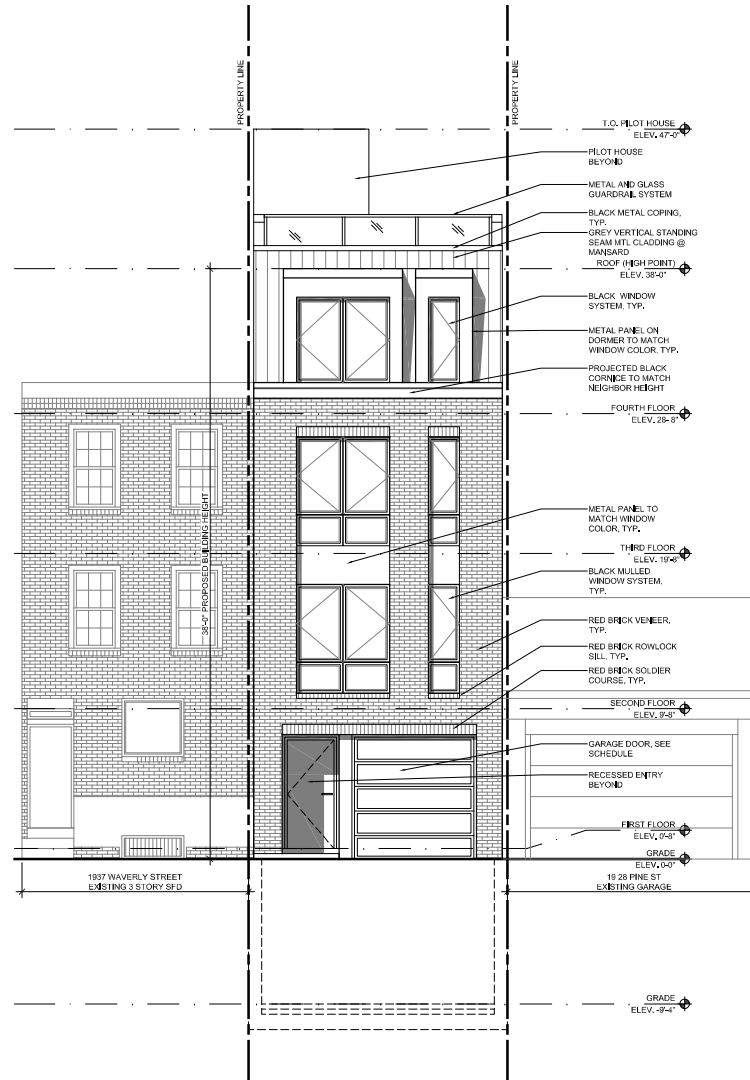 PROPERTY LINE
PROPERTY LINE
T.O. PILOT HOUSE
ELEV. 47'-0"
PILOT HOUSE
BEYOND
METAL AND GLASS
GUARDRAIL SYSTEM
BLACK METAL COPING,
TYP.
GREY VERTICAL STANDING
SEAM MTL CLADDING @
MANSARD
ROOF (HIGH POINT)
ELEV. 38'-0"
BLACK WINDOW
SYSTEM, TYP.
METAL PANEL ON
DORMER TO MATCH
WINDOW COLOR, TYP.
PROJECTED BLACK
CORNICE TO MATCH
NEIGHBOR HEIGHT
FOURTH FLOOR
ELEV. 28'-8"
38'-0" PROPOSED BUILDING HEIGHT
METAL PANEL TO
MATCH WINDOW
COLOR, TYP.
THIRD FLOOR
ELEV. 19'-8"
BLACK MULLED
WINDOW SYSTEM,
TYP.
RED BRICK VENEER,
TYP.
RED BRICK ROWLOCK
SILL, TYP.
RED BRICK SOLDIER
COURSE, TYP.
SECOND FLOOR
ELEV. 9'-8"
GARAGE DOOR, SEE
SCHEDULE
RECESSED ENTRY
BEYOND
FIRST FLOOR
ELEV. 0'-8"
GRADE
ELEV. 0-0"
1937 WAVERLY STREET
EXISTING 3 STORY SFD
19 28 PINE ST
EXISTING GARAGE
GRADE
ELEV. -9'-4"